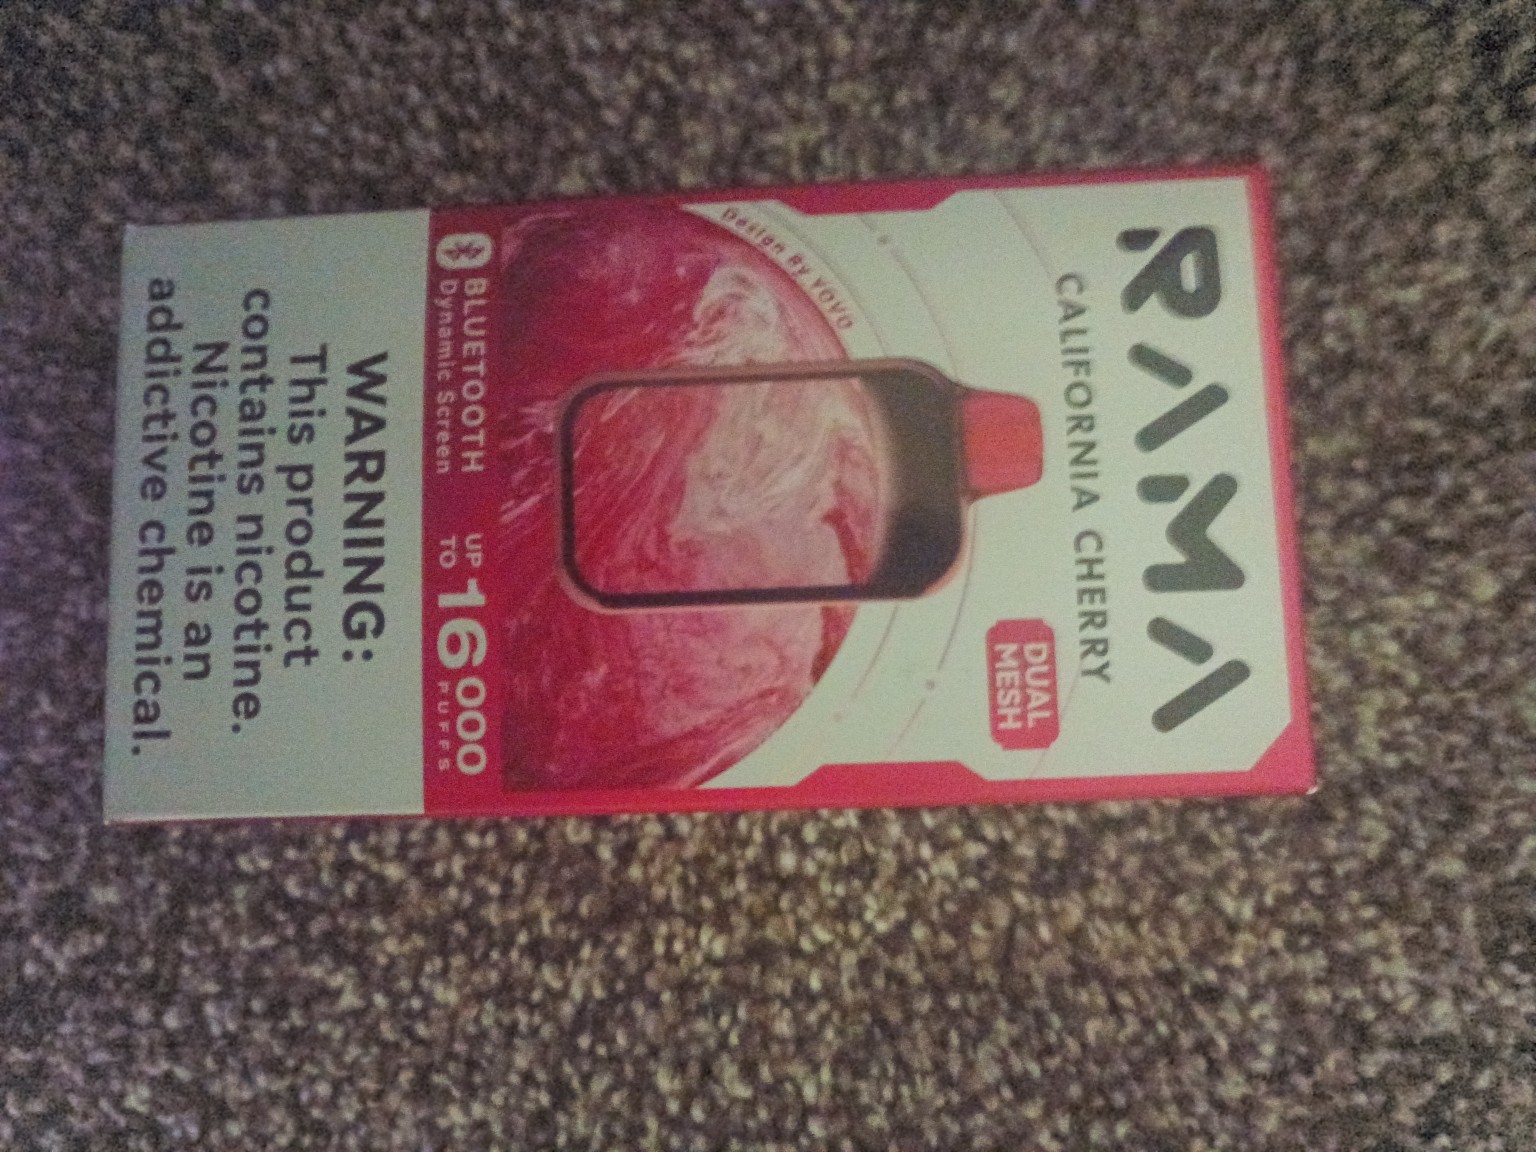 RAMA
CALIFORNIA CHERRY
DUAL
MESH
Design By YOVO
BLUETOOTH
Dynamic Screen
UP
TO
16000
PUFFS
WARNING:
This product
contains nicotine.
Nicotine is an
addictive chemical.